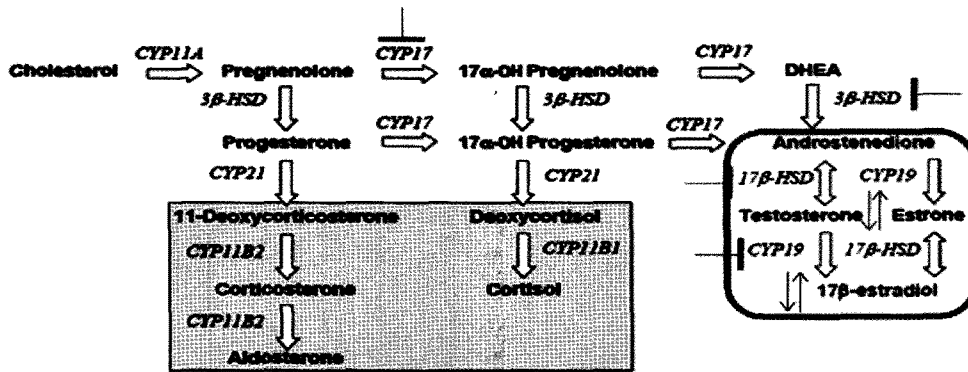 CYP11A CYP17 CYP17
Cholesterol Pregnenolone 17α-OH Pregnenolone DHEA
3β-HSD 3β-HSD 3β-HSD
CYP17 CYP17
Progesterone 17α-OH Progesterone Androstenedione
CYP21 CYP21 17β-HSD CYP19
11-Deoxycorticosterone Deoxycortisol Testosterone Estrone
CYP11B2 CYP11B1 CYP19 17β-HSD
Corticosterone Cortisol 17β-estradiol
CYP11B2
Aldosterone